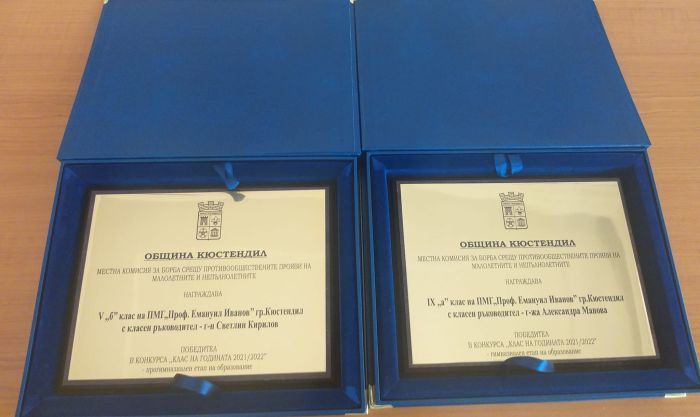 ОБЩИНА КЮСТЕНДИЛ
МЕСТНА КОМИСИЯ ЗА БОРБА СРЕЩУ ПРОТИВООБЩЕСТВЕНИТЕ ПРОЯВИ НА
МАЛОЛЕТНИТЕ И НЕПЪЛНОЛЕТНИТЕ
НАГРАЖДАВА
V „б” клас на ПМГ„Проф. Емануил Иванов” гр.Кюстендил
с класен ръководител - г-н Светлин Кирилов
ПОБЕДИТЕЛ
В КОНКУРСА „КЛАС НА ГОДИНАТА 2021/2022”
- прогимназиален етап на образование
ОБЩИНА КЮСТЕНДИЛ
МЕСТНА КОМИСИЯ ЗА БОРБА СРЕЩУ ПРОТИВООБЩЕСТВЕНИТЕ ПРОЯВИ НА
МАЛОЛЕТНИТЕ И НЕПЪЛНОЛЕТНИТЕ
НАГРАЖДАВА
IX „а” клас на ПМГ„Проф. Емануил Иванов” гр.Кюстендил
с класен ръководител - г-жа Александра Манова
ПОБЕДИТЕЛ
В КОНКУРСА „КЛАС НА ГОДИНАТА 2021/2022”
- гимназиален етап на образование